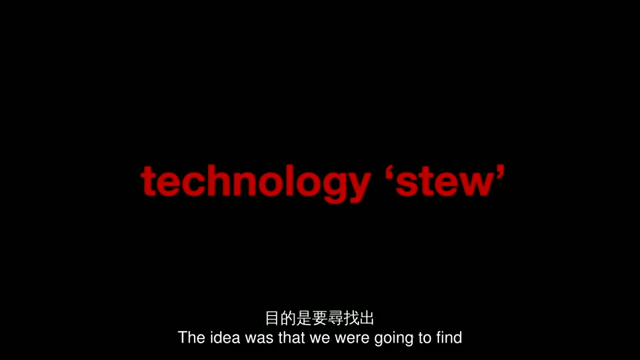 technology ‘stew’
目的是要尋找出
The idea was that we were going to find